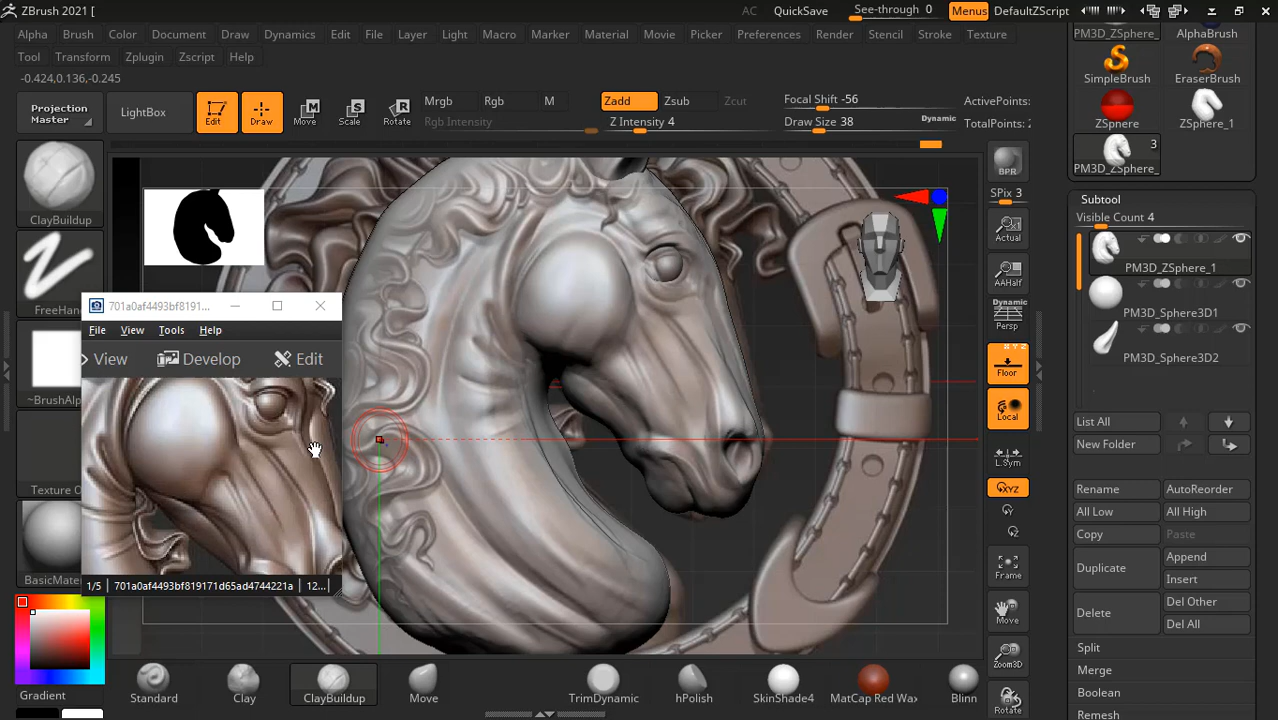 ZBrush 2021 [
AC
QuickSave
See-through 0
Menus
DefaultZScript
Alpha
Brush
Color
Document
Draw
Dynamics
Edit
File
Layer
Light
Macro
Marker
Material
Movie
Picker
Preferences
Render
Stencil
Stroke
Texture
Tool
Transform
Zplugin
Zscript
Help
-0.424,0.136,-0.245
Projection
Master
LightBox
Edit
Draw
Move
Scale
Rotate
Mrgb
Rgb
M
Rgb Intensity
Zadd
Zsub
Zcut
Z Intensity 4
Focal Shift -56
Draw Size 38
Dynamic
ActivePoints:
TotalPoints: 2
ClayBuildup
FreeHan
~BrushAlp
Texture O
BasicMate
Gradient
701a0af4493bf8191...
File
View
Tools
Help
View
Develop
Edit
1/5
701a0af4493bf819171d65ad4744221a
12...
Standard
Clay
ClayBuildup
Move
TrimDynamic
hPolish
SkinShade4
MatCap Red Wa
Blinn
BPR
SPix 3
Actual
AAHalf
Dynamic
Persp
X Y Z
Floor
Local
L.Sym
XYZ
Frame
Move
Zoom3D
Rotate
PM3D_ZSphere_
AlphaBrush
SimpleBrush
EraserBrush
ZSphere
ZSphere_1
3
PM3D_ZSphere_
Subtool
Visible Count 4
PM3D_ZSphere_1
PM3D_Sphere3D1
PM3D_Sphere3D2
List All
New Folder
Rename
AutoReorder
All Low
All High
Copy
Paste
Duplicate
Append
Insert
Delete
Del Other
Del All
Split
Merge
Boolean
Remesh